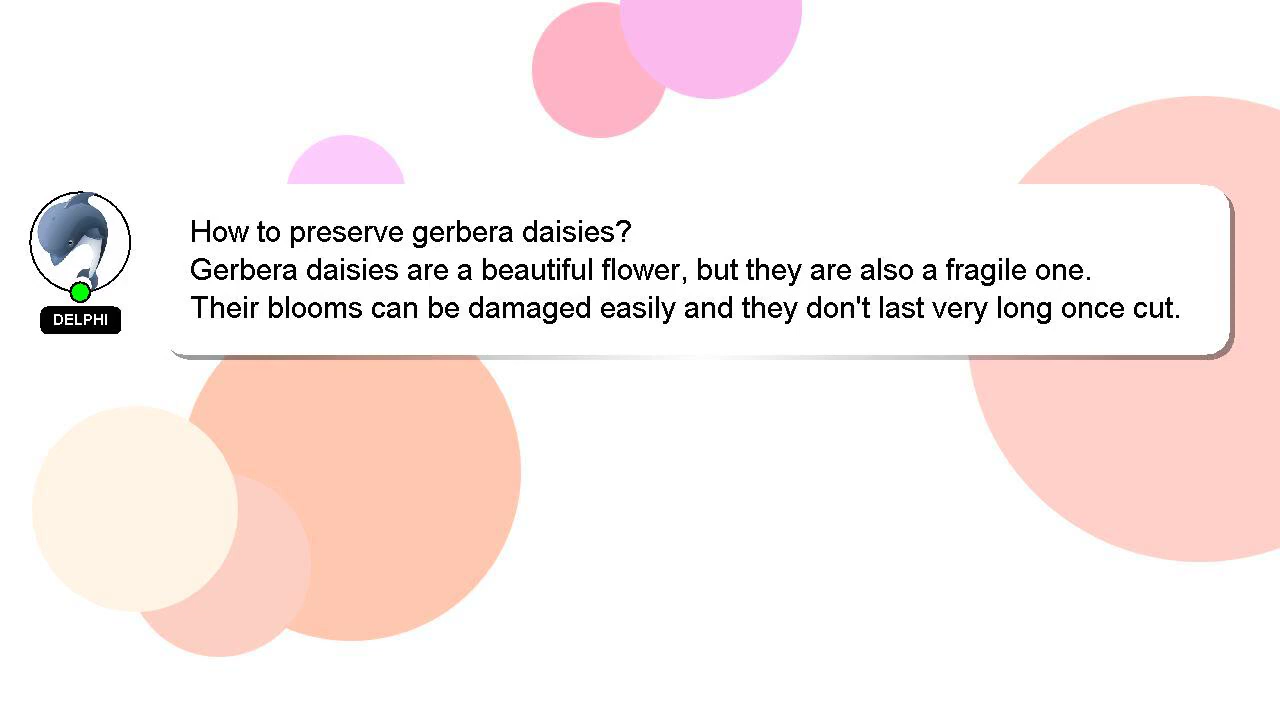 How to preserve gerbera daisies?
Gerbera daisies are a beautiful flower, but they are also a fragile one.
Their blooms can be damaged easily and they don't last very long once cut.
DELPHI